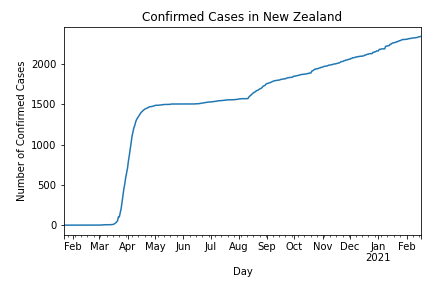 Confirmed Cases in New Zealand
Number of Confirmed Cases
2000
1500
1000
500
0
Feb Mar Apr May Jun Jul Aug Sep Oct Nov Dec Jan Feb
2021
Day